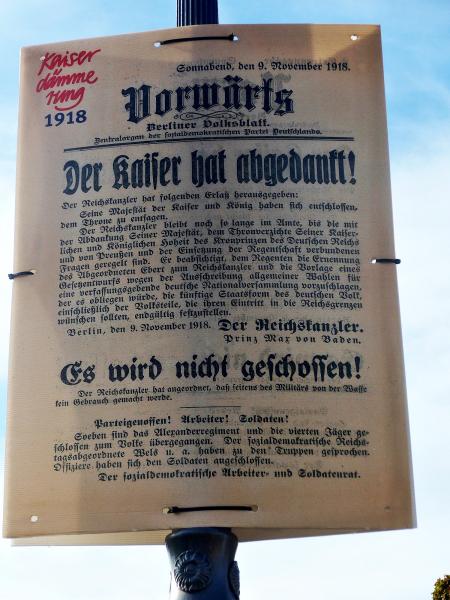 Kaiser
dämme
rung
1918
Sonnabend, den 9. November 1918.
Vorwärts
Berliner Volksblatt.
Zentralorgan der sozialdemokratischen Partei Deutschlands.
Der Kaiser hat abgedankt!
Der Reichskanzler hat folgenden Erlaß herausgegeben:
Seine Majestät der Kaiser und König haben sich entschlossen,
dem Throne zu entsagen.
Der Reichskanzler bleibt noch so lange im Amte, bis die mit
der Abdankung Seiner Majestät, dem Thronverzichte Seiner Kaiser-
lichen und Königlichen Hoheit des Kronprinzen des Deutschen Reichs
und von Preußen und der Einsetzung der Regentschaft verbundenen
Fragen geregelt sind. Er beabsichtigt, dem Regenten die Ernennung
des Abgeordneten Ebert zum Reichskanzler und die Vorlage eines
Gesetzentwurfs wegen der Ausschreibung allgemeiner Wahlen für
eine verfassungsgebende deutsche Nationalversammlung vorzuschlagen,
der es obliegen würde, die künftige Staatsform des deutschen Volk,
einschließlich der Volksteile, die ihren Eintritt in die Reichsgrenzen
wünschen sollten, endgültig festzustellen.
Berlin, den 9. November 1918. Der Reichskanzler.
Prinz Max von Baden.
Es wird nicht geschossen!
Der Reichskanzler hat angeordnet, daß seitens des Militärs von der Waffe
kein Gebrauch gemacht werde.
Parteigenossen! Arbeiter! Soldaten!
Soeben sind das Alexanderregiment und die vierten Jäger ge-
schlossen zum Volke übergegangen. Der sozialdemokratische Reichs-
tagsabgeordnete Wels u. a. haben zu den Truppen gesprochen.
Offiziere haben sich den Soldaten angeschlossen.
Der sozialdemokratische Arbeiter- und Soldatenrat.